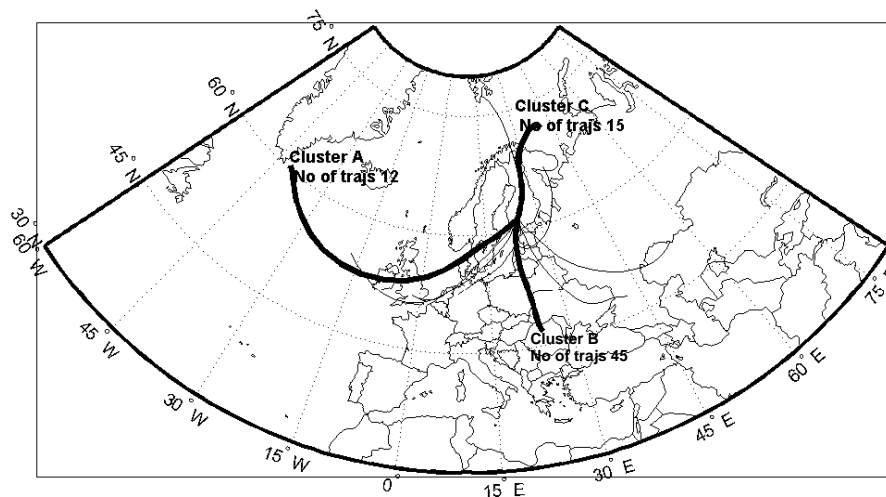 75° N
60° N
45° N
30° N
60° W
45° W
30° W
15° W
0°
15° E
30° E
45° E
60° E
75°
Cluster A
No of trajs 12
Cluster C
No of trajs 15
Cluster B
No of trajs 45